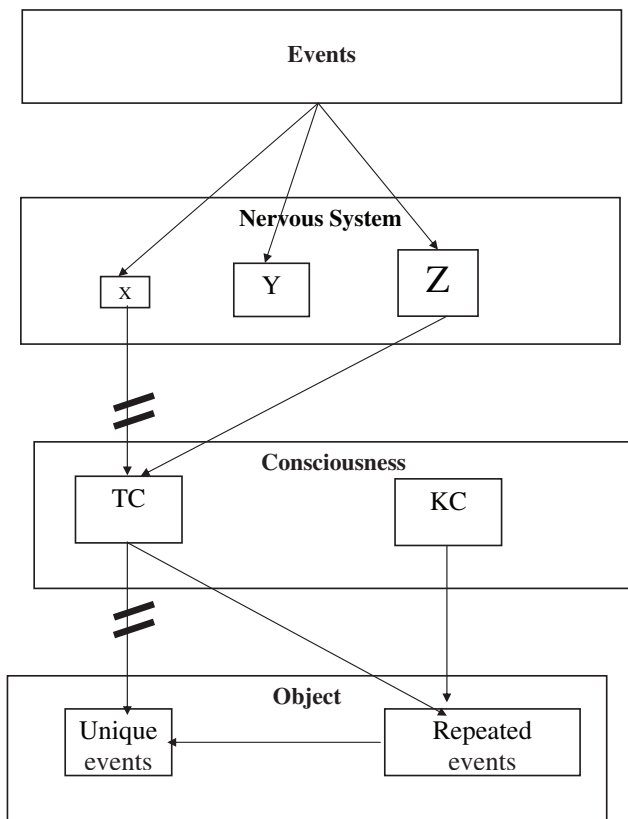 Events
Nervous System
X
Y
Z
Consciousness
TC
KC
Object
Unique
events
Repeated
events